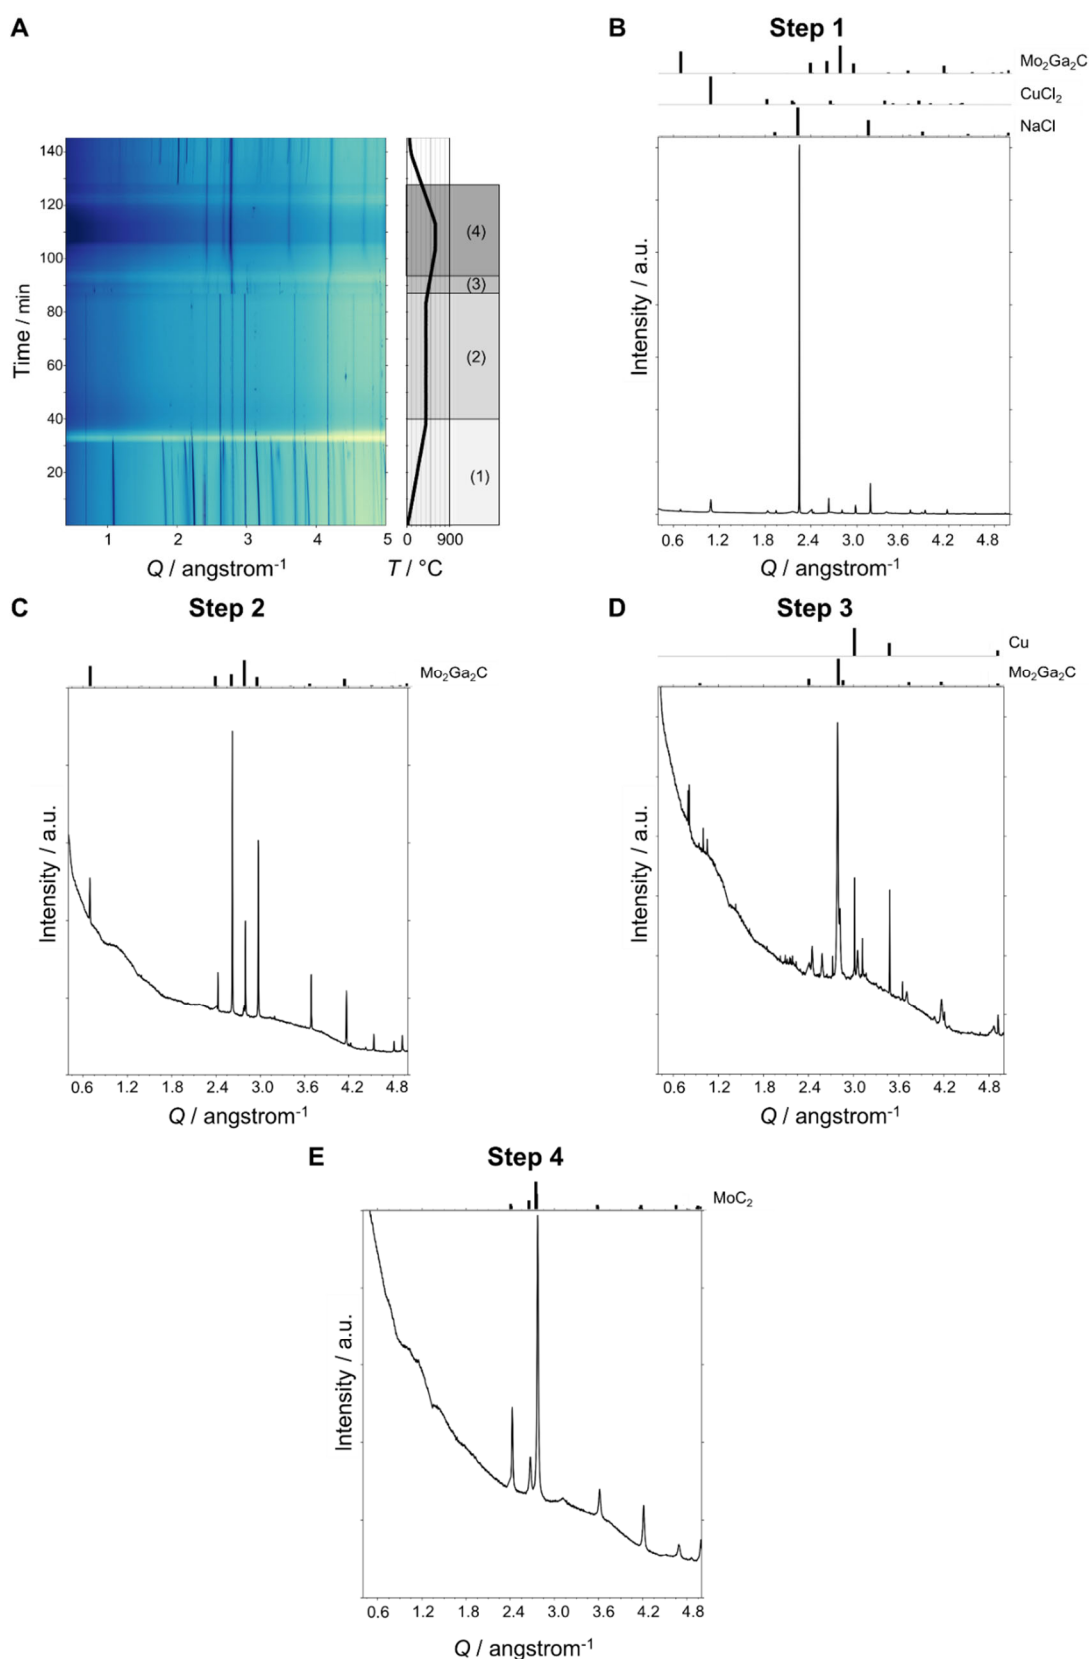 A
140
120
100
80
60
40
20
Time / min
1 2 3 4 5
Q / angstrom⁻¹
(4)
(3)
(2)
(1)
0 900
T / °C
B
Step 1
Mo₂Ga₂C
CuCl₂
NaCl
Intensity / a.u.
0.6 1.2 1.8 2.4 3.0 3.6 4.2 4.8
Q / angstrom⁻¹
C
Step 2
Mo₂Ga₂C
Intensity / a.u.
0.6 1.2 1.8 2.4 3.0 3.6 4.2 4.8
Q / angstrom⁻¹
D
Step 3
Cu
Mo₂Ga₂C
Intensity / a.u.
0.6 1.2 1.8 2.4 3.0 3.6 4.2 4.8
Q / angstrom⁻¹
E
Step 4
MoC₂
Intensity / a.u.
0.6 1.2 1.8 2.4 3.0 3.6 4.2 4.8
Q / angstrom⁻¹